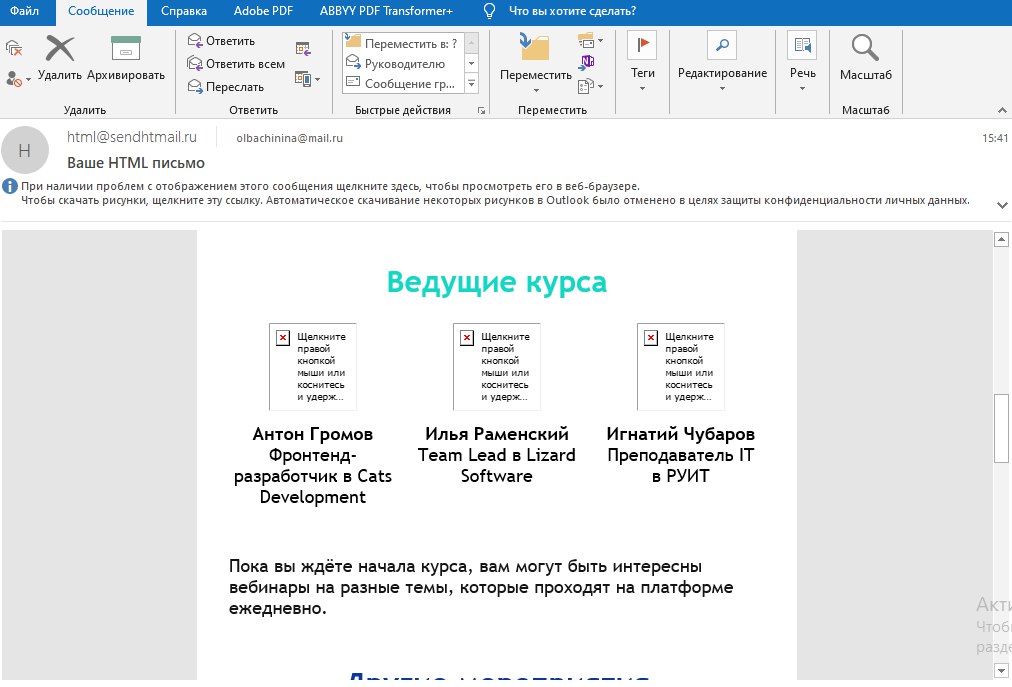 Файл Сообщение Справка Adobe PDF ABBYY PDF Transformer+ Что вы хотите сделать?
Удалить Архивировать
Ответить
Ответить всем
Переслать
Переместить в: ?
Руководителю
Сообщение гр...
Переместить
Теги
Редактирование
Речь
Масштаб
Удалить Ответить Быстрые действия Переместить Масштаб
H
html@sendhtmail.ru olbachinina@mail.ru 15:41
Ваше HTML письмо
При наличии проблем с отображением этого сообщения щелкните здесь, чтобы просмотреть его в веб-браузере.
Чтобы скачать рисунки, щелкните эту ссылку. Автоматическое скачивание некоторых рисунков в Outlook было отменено в целях защиты конфиденциальности личных данных.
Ведущие курса
Щелкните
правой
кнопкой
мыши или
коснитесь
и удерж...
Щелкните
правой
кнопкой
мыши или
коснитесь
и удерж...
Щелкните
правой
кнопкой
мыши или
коснитесь
и удерж...
Антон Громов
Фронтенд-
разработчик в Cats
Development
Илья Раменский
Team Lead в Lizard
Software
Игнатий Чубаров
Преподаватель IT
в РУИТ
Пока вы ждёте начала курса, вам могут быть интересны
вебинары на разные темы, которые проходят на платформе
ежедневно.
Другие мероприятия